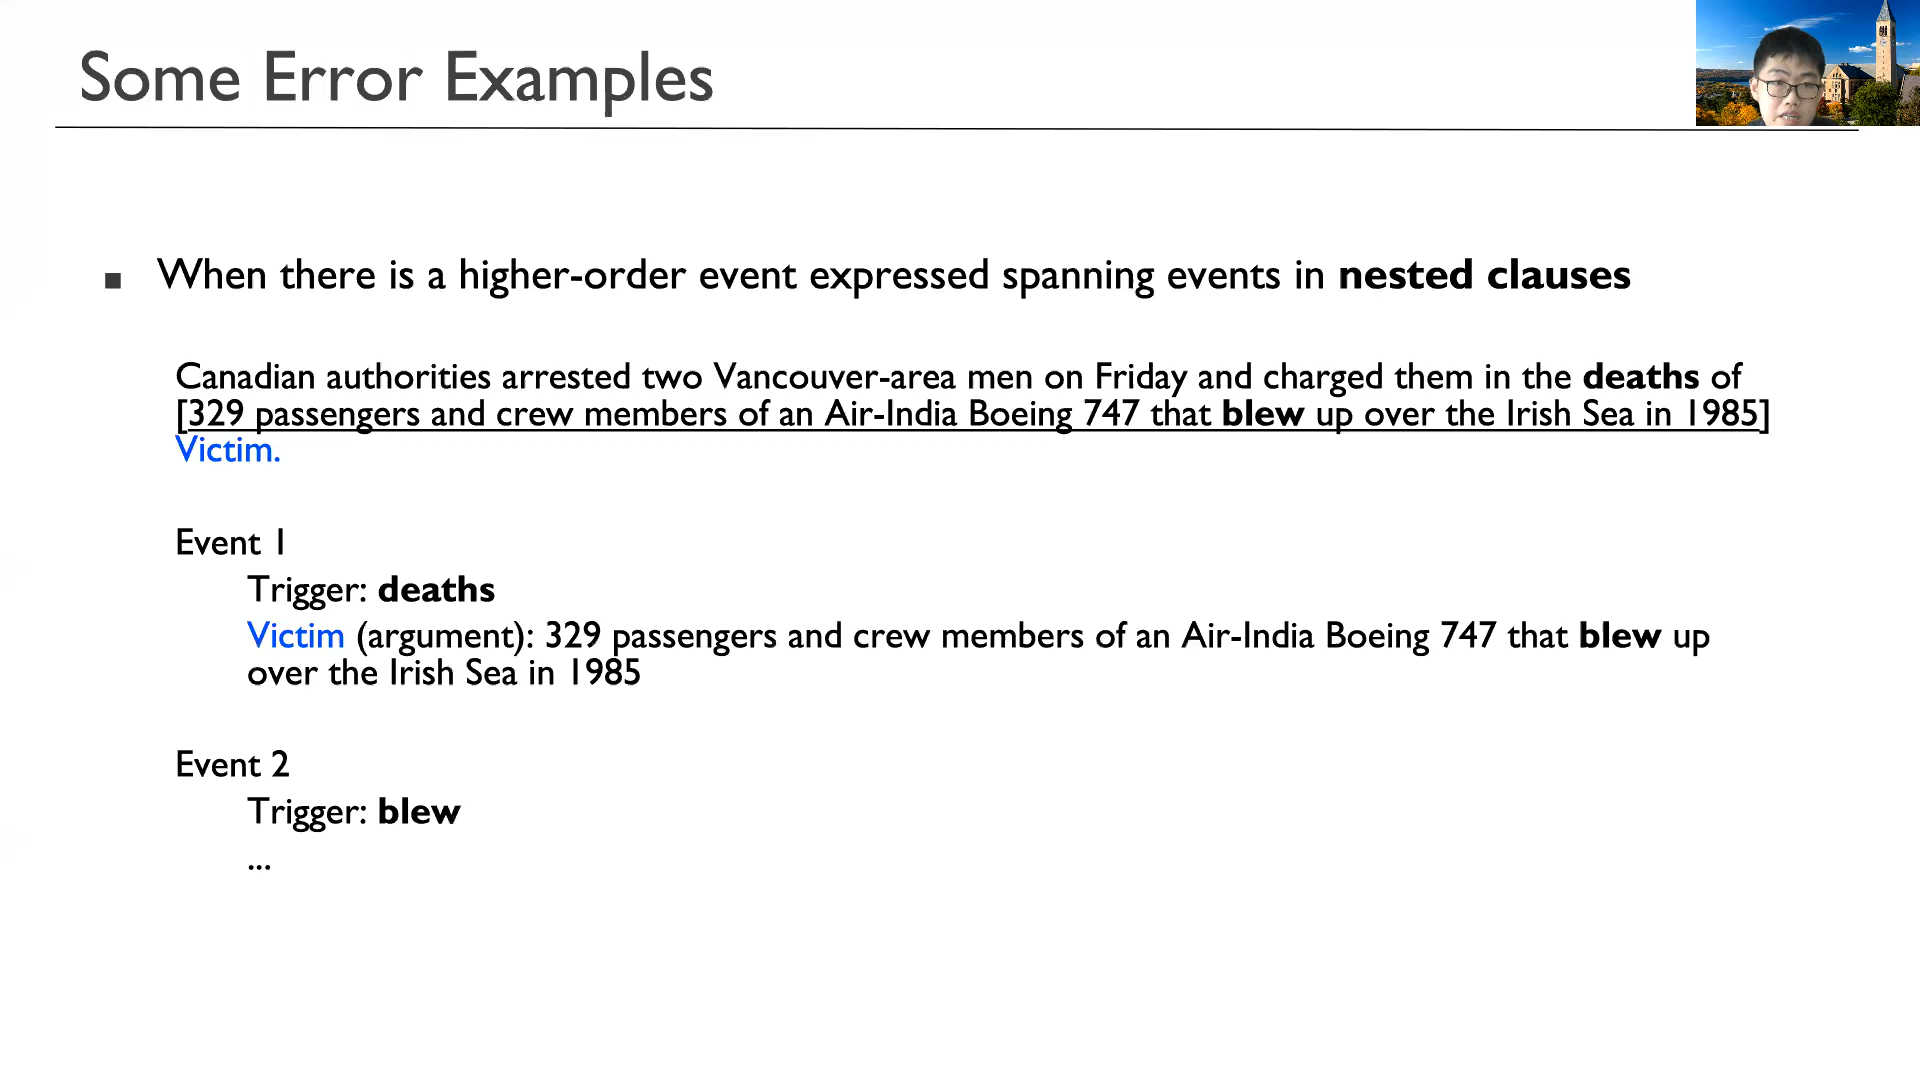 Some Error Examples
■ When there is a higher-order event expressed spanning events in nested clauses
Canadian authorities arrested two Vancouver-area men on Friday and charged them in the deaths of
[329 passengers and crew members of an Air-India Boeing 747 that blew up over the Irish Sea in 1985]
Victim.
Event 1
Trigger: deaths
Victim (argument): 329 passengers and crew members of an Air-India Boeing 747 that blew up
over the Irish Sea in 1985
Event 2
Trigger: blew
...